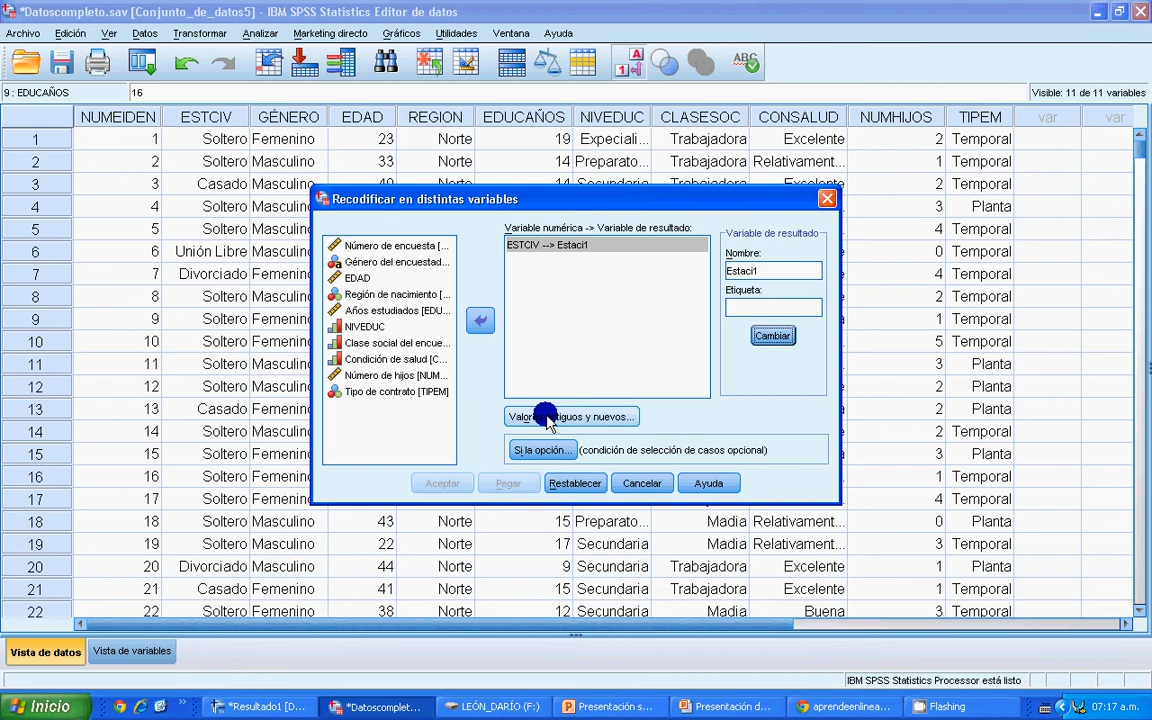 *Datoscompleto.sav [Conjunto_de_datos5] - IBM SPSS Statistics Editor de datos
Archivo Edición Ver Datos Transformar Analizar Marketing directo Gráficos Utilidades Ventana Ayuda
9 : EDUCAÑOS 16 Visible: 11 de 11 variables
NUMEIDEN ESTCIV GÉNERO EDAD REGION EDUCAÑOS NIVEDUC CLASESOC CONSALUD NUMHIJOS TIPEM var var
1 1 Soltero Femenino 23 Norte 19 Expeciali... Trabajadora Excelente 2 Temporal
2 2 Soltero Masculino 33 Norte 14 Preparato... Trabajadora Relativament... 1 Temporal
3 3 Casado Masculino 2 Temporal
4 4 Soltero Masculino 4 Planta
5 5 Soltero Masculino 4 Temporal
6 6 Unión Libre Masculino 0 Temporal
7 7 Divorciado Femenino 4 Temporal
8 8 Soltero Femenino 2 Temporal
9 9 Soltero Femenino 1 Temporal
10 10 Soltero Femenino 5 Temporal
11 11 Soltero Femenino 1 Planta
12 12 Soltero Femenino 2 Temporal
13 13 Casado Femenino 2 Temporal
14 14 Soltero Femenino 1 Temporal
15 15 Soltero Femenino 1 Planta
16 16 Soltero Femenino 1 Temporal
17 17 Soltero Masculino 4 Temporal
18 18 Soltero Masculino 43 Norte 15 Preparato... Madia Relativament... 0 Planta
19 19 Soltero Masculino 22 Norte 17 Secundaria Madia Relativament... 3 Temporal
20 20 Divorciado Masculino 44 Norte 9 Secundaria Trabajadora Excelente 1 Planta
21 21 Casado Femenino 41 Norte 15 Secundaria Trabajadora Excelente 1 Temporal
22 22 Soltero Femenino 38 Norte 12 Secundaria Madia Buena 3 Temporal
Recodificar en distintas variables
Número de encuesta [...
Género del encuestad...
EDAD
Región de nacimiento [...
Años estudiados [EDU...
NIVEDUC
Clase social del encue...
Condición de salud [C...
Número de hijos [NUM...
Tipo de contrato [TIPEM]
Variable numérica -> Variable de resultado:
ESTCIV --> Estaci1
Variable de resultado
Nombre:
Estaci1
Etiqueta:
Cambiar
y nuevos...
Si la opción... (condición de selección de casos opcional)
Aceptar Pegar Restablecer Cancelar Ayuda
Vista de datos Vista de variables
IBM SPSS Statistics Processor está listo
Inicio *Resultado1 [D... *Datoscomplet... LEÓN_DARÍO (F:) Presentación s... Presentación d... aprendeenlinea... Flashing 07:17 a.m.